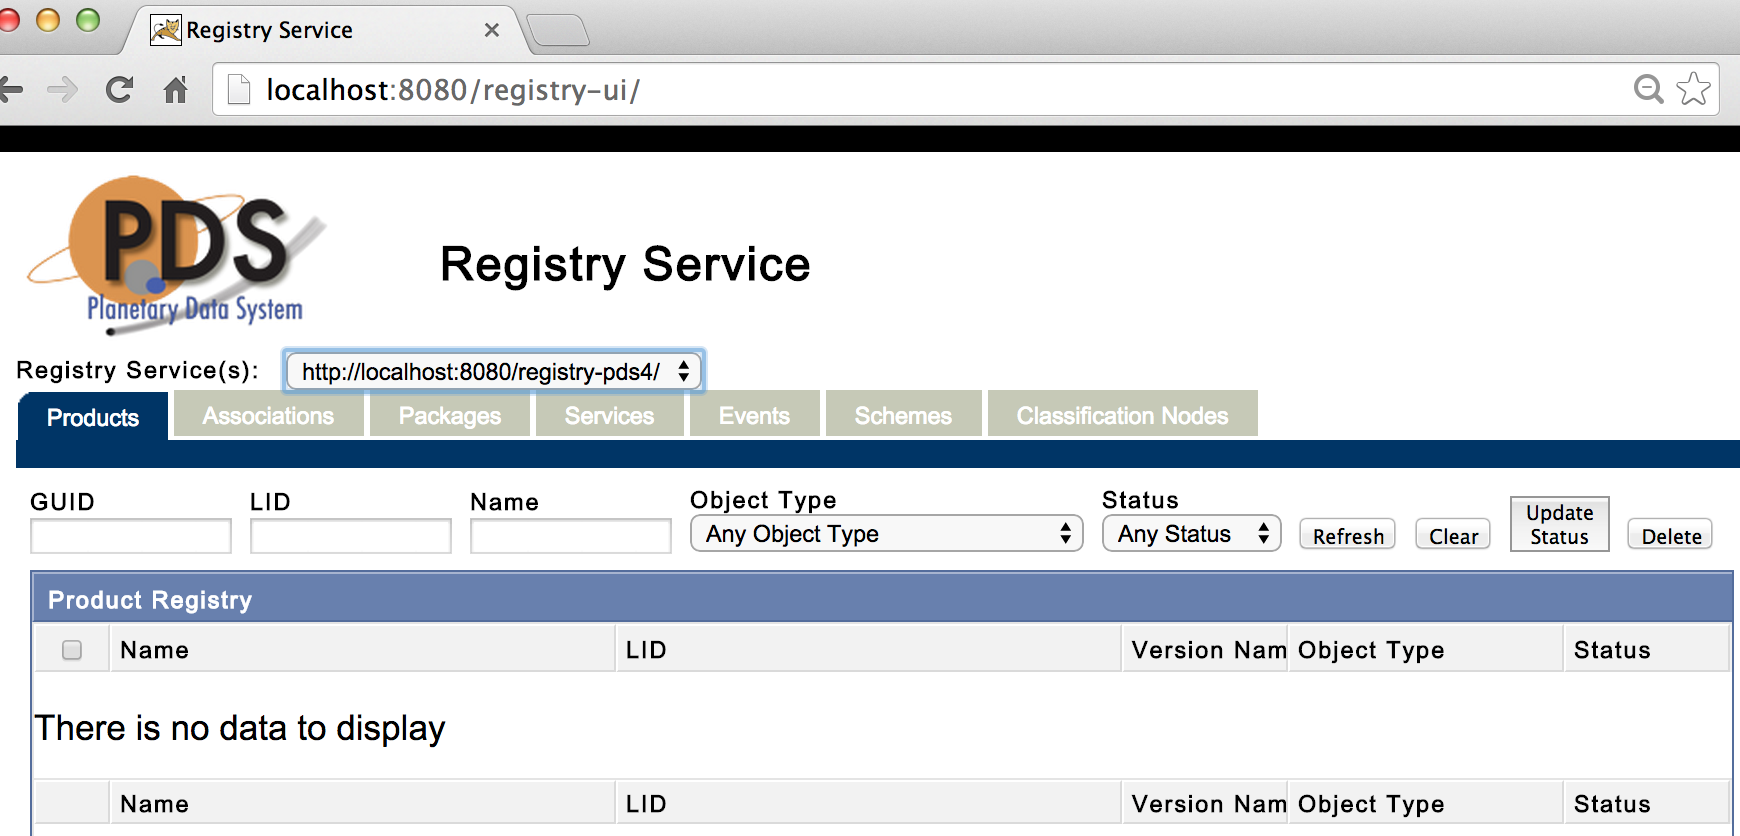 Registry Service
localhost:8080/registry-ui/
PDS
Planetary Data System
Registry Service
Registry Service(s): http://localhost:8080/registry-pds4/
Products Associations Packages Services Events Schemes Classification Nodes
GUID LID Name Object Type Status
Any Object Type Any Status Refresh Clear Update Status Delete
Product Registry
Name LID Version Nam Object Type Status
There is no data to display
Name LID Version Nam Object Type Status